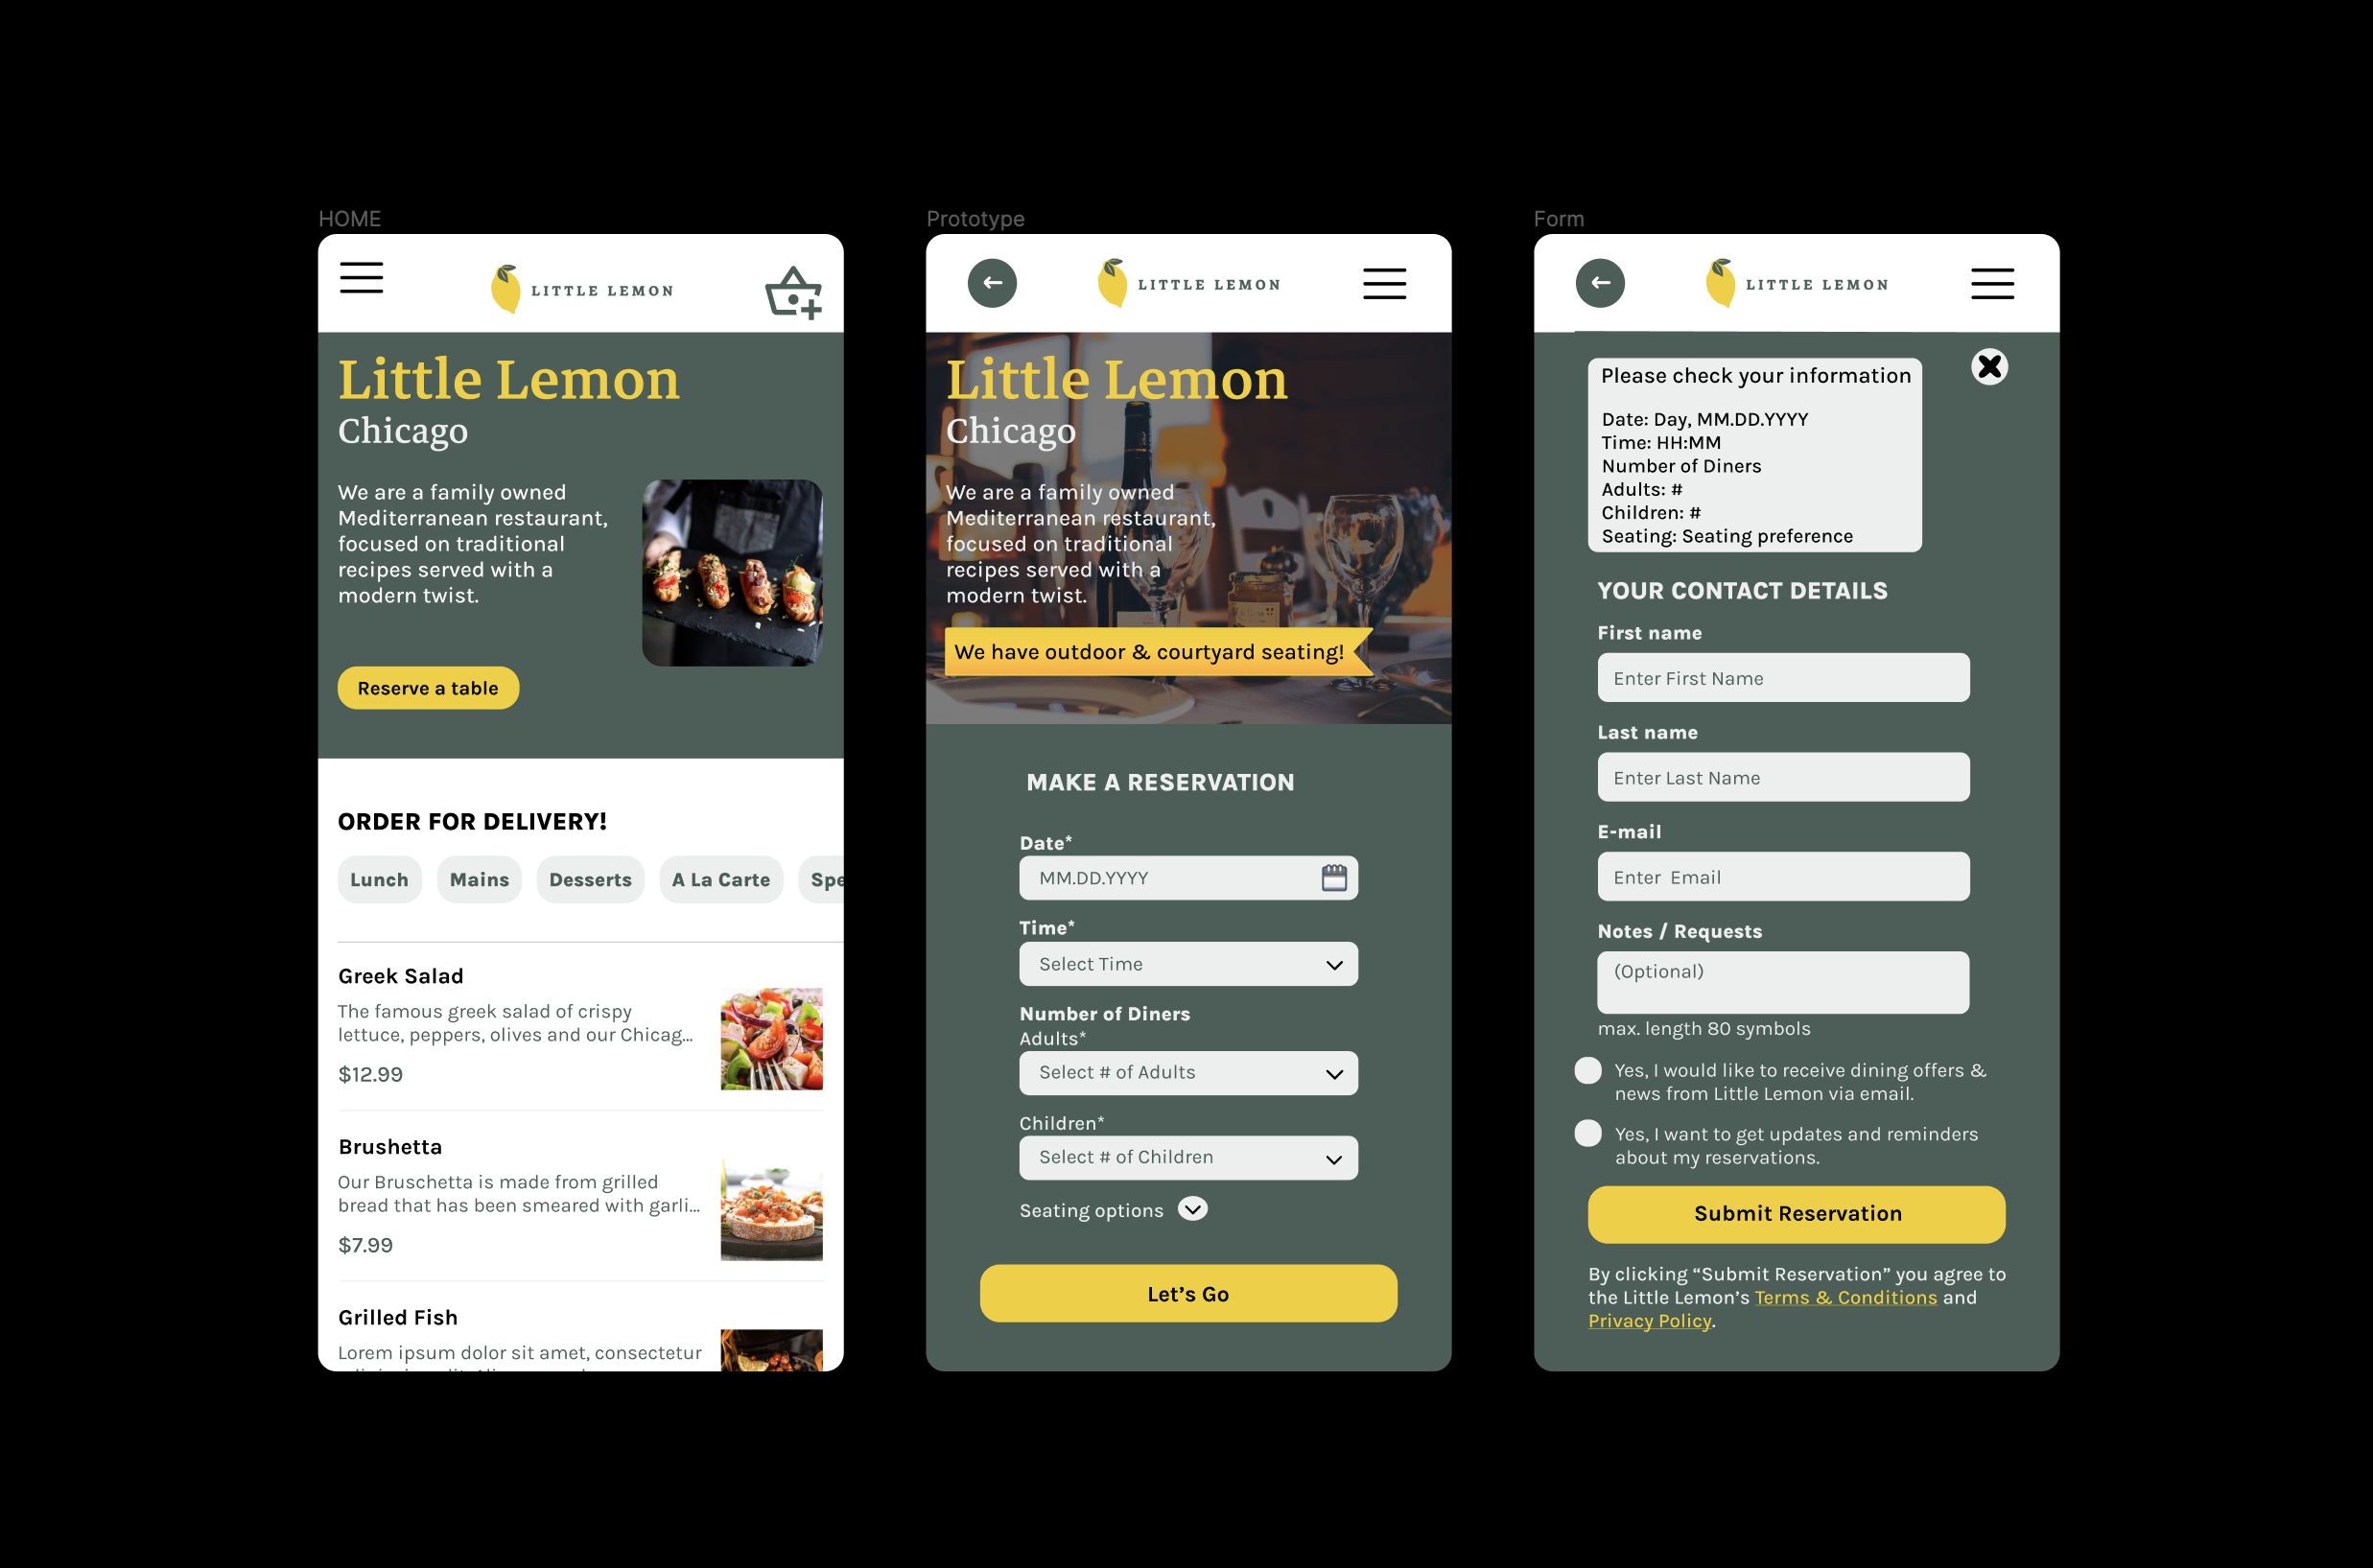 HOME
LITTLE LEMON
Little Lemon
Chicago
We are a family owned
Mediterranean restaurant,
focused on traditional
recipes served with a
modern twist.
Reserve a table
ORDER FOR DELIVERY!
Lunch
Mains
Desserts
A La Carte
Spe
Greek Salad
The famous greek salad of crispy
lettuce, peppers, olives and our Chicag...
$12.99
Brushetta
Our Bruschetta is made from grilled
bread that has been smeared with garli...
$7.99
Grilled Fish
Lorem ipsum dolor sit amet, consectetur
Prototype
LITTLE LEMON
Little Lemon
Chicago
We are a family owned
Mediterranean restaurant,
focused on traditional
recipes served with a
modern twist.
We have outdoor & courtyard seating!
MAKE A RESERVATION
Date*
MM.DD.YYYY
Time*
Select Time
Number of Diners
Adults*
Select # of Adults
Children*
Select # of Children
Seating options
Let’s Go
Form
LITTLE LEMON
Please check your information
Date: Day, MM.DD.YYYY
Time: HH:MM
Number of Diners
Adults: #
Children: #
Seating: Seating preference
YOUR CONTACT DETAILS
First name
Enter First Name
Last name
Enter Last Name
E-mail
Enter  Email
Notes / Requests
(Optional)
max. length 80 symbols
Yes, I would like to receive dining offers &
news from Little Lemon via email.
Yes, I want to get updates and reminders
about my reservations.
Submit Reservation
By clicking “Submit Reservation” you agree to
the Little Lemon’s Terms & Conditions and
Privacy Policy.